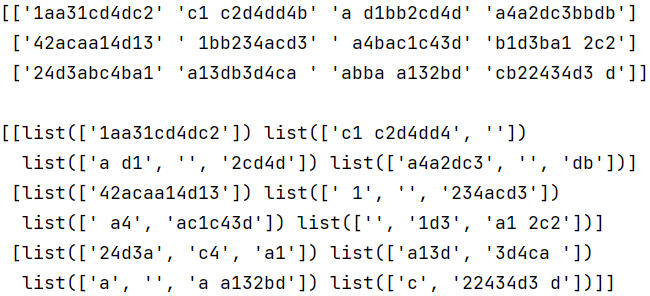 [['1aa31cd4dc2' 'c1 c2d4dd4b' 'a d1bb2cd4d' 'a4a2dc3bbdb']
 ['42acaa14d13' ' 1bb234acd3' ' a4bac1c43d' 'b1d3ba1 2c2']
 ['24d3abc4ba1' 'a13db3d4ca ' 'abba a132bd' 'cb22434d3 d']]

[[list(['1aa31cd4dc2']) list(['c1 c2d4dd4', ''])
  list(['a d1', '', '2cd4d']) list(['a4a2dc3', '', 'db'])]
 [list(['42acaa14d13']) list([' 1', '', '234acd3'])
  list([' a4', 'ac1c43d']) list(['', '1d3', 'a1 2c2'])]
 [list(['24d3a', 'c4', 'a1']) list(['a13d', '3d4ca '])
  list(['a', '', 'a a132bd']) list(['c', '22434d3 d'])]]